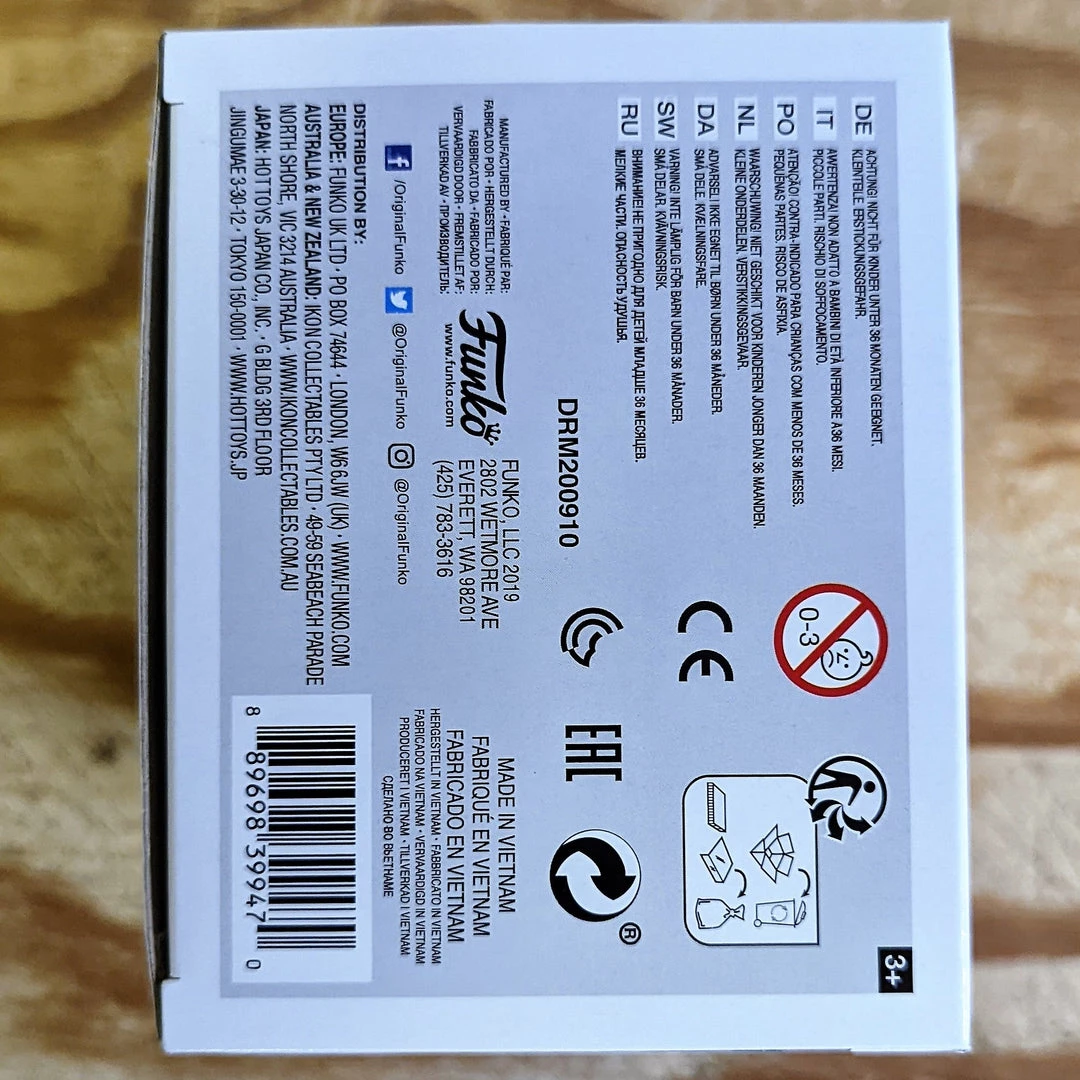 DE ACHTUNG! NICHT FÜR KINDER UNTER 36 MONATEN GEEIGNET.
KLEINTEILE. ERSTICKUNGSGEFAHR.
IT AVVERTENZA! NON ADATTO A BAMBINI DI ETÀ INFERIORE A 36 MESI.
PICCOLE PARTI. RISCHIO DI SOFFOCAMENTO.
PO ATENÇÃO! CONTRA-INDICADO PARA CRIANÇAS COM MENOS DE 36 MESES.
PEQUENAS PARTES. RISCO DE ASFIXIA.
NL WAARSCHUWING! NIET GESCHIKT VOOR KINDEREN JONGER DAN 36 MAANDEN.
KLEINE ONDERDELEN. VERSTIKKINGSGEVAAR.
DA ADVARSEL! IKKE EGNET TIL BØRN UNDER 36 MÅNEDER.
SMÅ DELE. KVÆLNINGSFARE.
SW VARNING! INTE LÄMPLIG FÖR BARN UNDER 36 MÅNADER.
SMÅ DELAR. KVÄVNINGSRISK.
RU ВНИМАНИЕ! НЕ ПРИГОДНО ДЛЯ ДЕТЕЙ МЛАДШЕ 36 МЕСЯЦЕВ.
МЕЛКИЕ ЧАСТИ. ОПАСНОСТЬ УДУШЬЯ.
3+
0-3
CE
DRM200910
EAC
®
MANUFACTURED BY • FABRIQUÉ PAR:
FABRICADO POR • HERGESTELLT DURCH:
FABBRICATO DA • FABRICADO POR:
VERVAARDIGD DOOR • FREMSTILLET AF:
TILLVERKAD AV • ПРОИЗВОДИТЕЛЬ:
Funko
www.funko.com
FUNKO, LLC 2019
2802 WETMORE AVE
EVERETT, WA 98201
(425) 783-3616
MADE IN VIETNAM
FABRIQUÉ EN VIETNAM
FABRICADO EN VIETNAM
HERGESTELLT IN VIETNAM • FABBRICATO IN VIETNAM
FABRICADO NA VIETNAM • VERVAARDIGD IN VIETNAM
PRODUCERET I VIETNAM • TILLVERKAD I VIETNAM
СДЕЛАНО ВО ВЬЕТНАМЕ
f /OriginalFunko @OriginalFunko @OriginalFunko
DISTRIBUTION BY:
EUROPE: FUNKO UK LTD • PO BOX 74644 • LONDON, W6 6JW (UK) • WWW.FUNKO.COM
AUSTRALIA & NEW ZEALAND: IKON COLLECTABLES PTY LTD • 49-59 SEABEACH PARADE
NORTH SHORE, VIC 3214 AUSTRALIA • WWW.IKONCOLLECTABLES.COM.AU
JAPAN: HOT TOYS JAPAN CO., INC. • G BLDG 3RD FLOOR
JINGUMAE 3-30-12 • TOKYO 150-0001 • WWW.HOTTOYS.JP
8 89698 39947 0